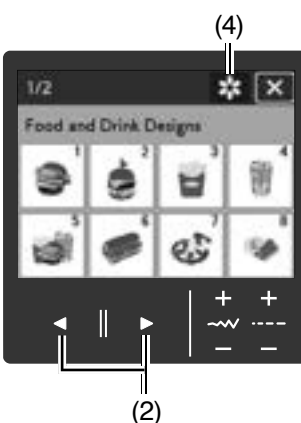 (4)
1/2
Food and Drink Designs
1 2 3 4
5 6 7 8
+ +
− −
(2)